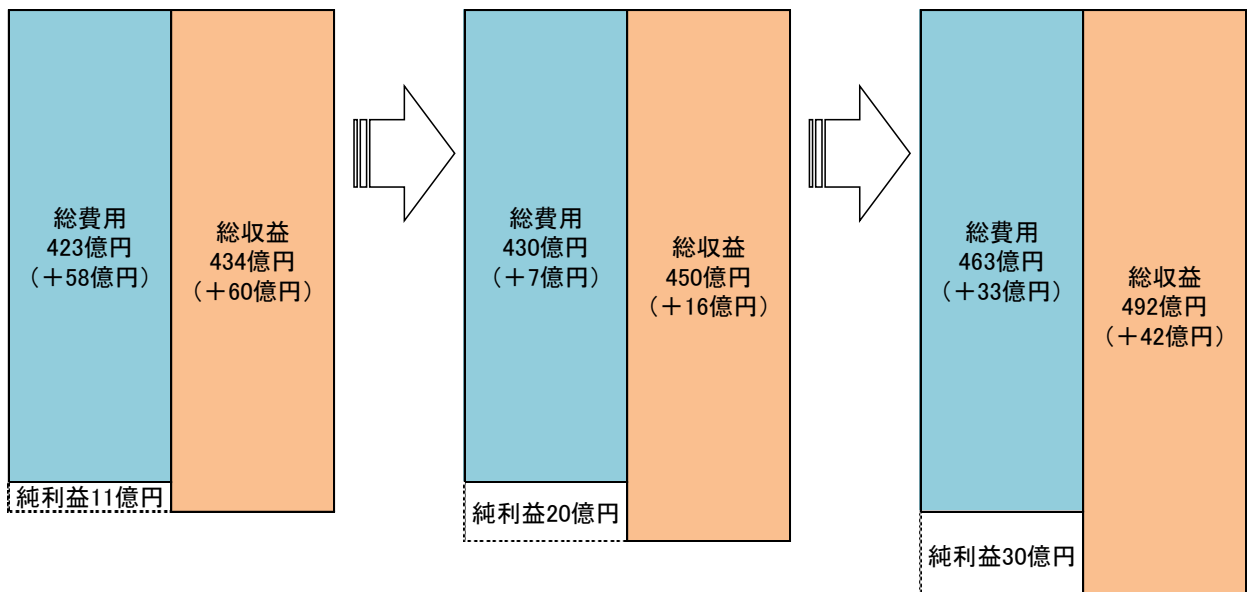 総費用
423億円
（＋58億円）
総収益
434億円
（＋60億円）
純利益11億円
総費用
430億円
（＋7億円）
総収益
450億円
（＋16億円）
純利益20億円
総費用
463億円
（＋33億円）
総収益
492億円
（＋42億円）
純利益30億円